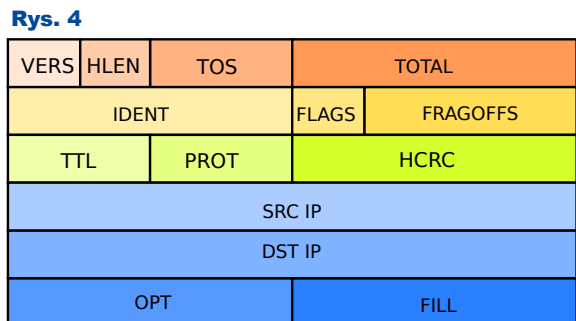 Rys. 4
VERS HLEN TOS TOTAL
IDENT FLAGS FRAGOFFS
TTL PROT HCRC
SRC IP
DST IP
OPT FILL